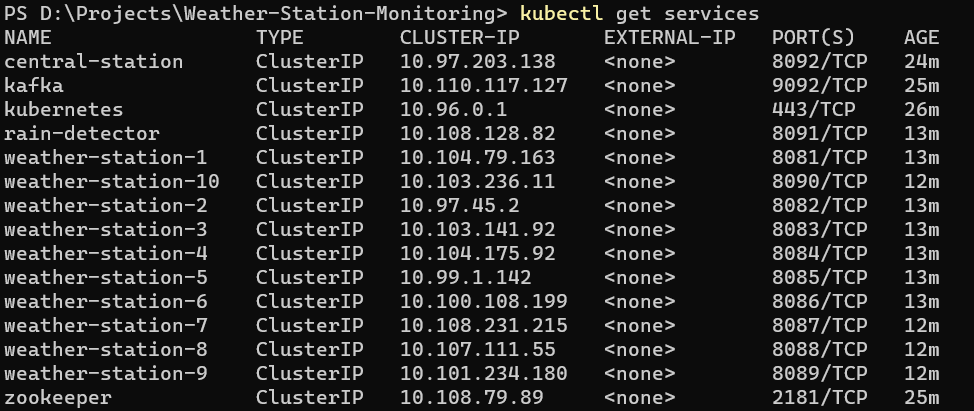 PS D:\Projects\Weather-Station-Monitoring> kubectl get services
NAME                 TYPE        CLUSTER-IP       EXTERNAL-IP   PORT(S)    AGE
central-station      ClusterIP   10.97.203.138    <none>        8092/TCP   24m
kafka                ClusterIP   10.110.117.127   <none>        9092/TCP   25m
kubernetes           ClusterIP   10.96.0.1        <none>        443/TCP    26m
rain-detector        ClusterIP   10.108.128.82    <none>        8091/TCP   13m
weather-station-1    ClusterIP   10.104.79.163    <none>        8081/TCP   13m
weather-station-10   ClusterIP   10.103.236.11    <none>        8090/TCP   12m
weather-station-2    ClusterIP   10.97.45.2       <none>        8082/TCP   13m
weather-station-3    ClusterIP   10.103.141.92    <none>        8083/TCP   13m
weather-station-4    ClusterIP   10.104.175.92    <none>        8084/TCP   13m
weather-station-5    ClusterIP   10.99.1.142      <none>        8085/TCP   13m
weather-station-6    ClusterIP   10.100.108.199   <none>        8086/TCP   13m
weather-station-7    ClusterIP   10.108.231.215   <none>        8087/TCP   12m
weather-station-8    ClusterIP   10.107.111.55    <none>        8088/TCP   12m
weather-station-9    ClusterIP   10.101.234.180   <none>        8089/TCP   12m
zookeeper            ClusterIP   10.108.79.89     <none>        2181/TCP   25m